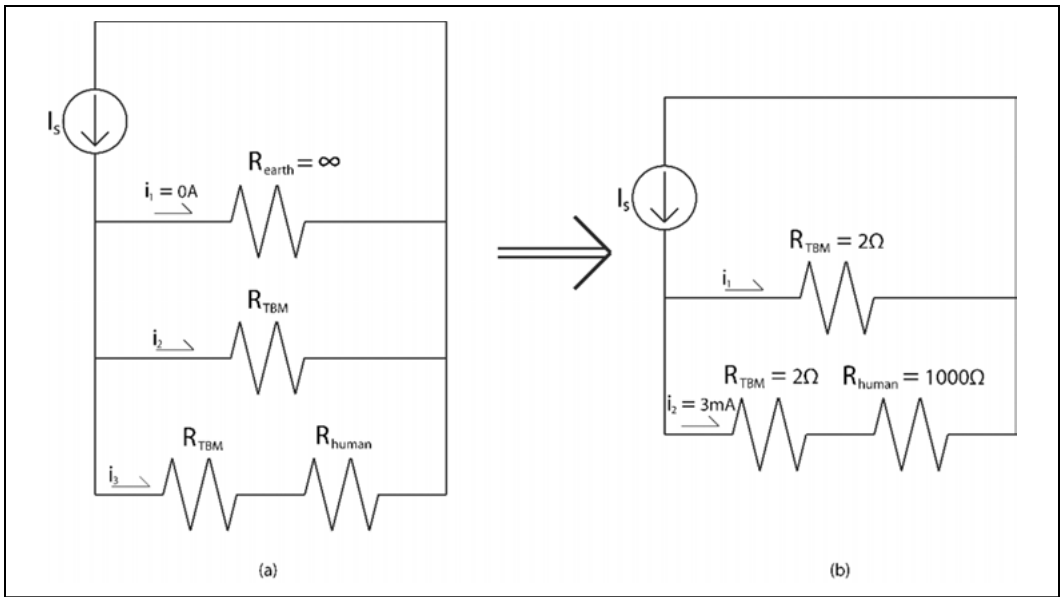 Is
Rearth = ∞
i1 = 0A
RTBM
i2
RTBM
Rhuman
i3
(a)
Is
RTBM = 2Ω
i1
RTBM = 2Ω
Rhuman = 1000Ω
i2 = 3mA
(b)